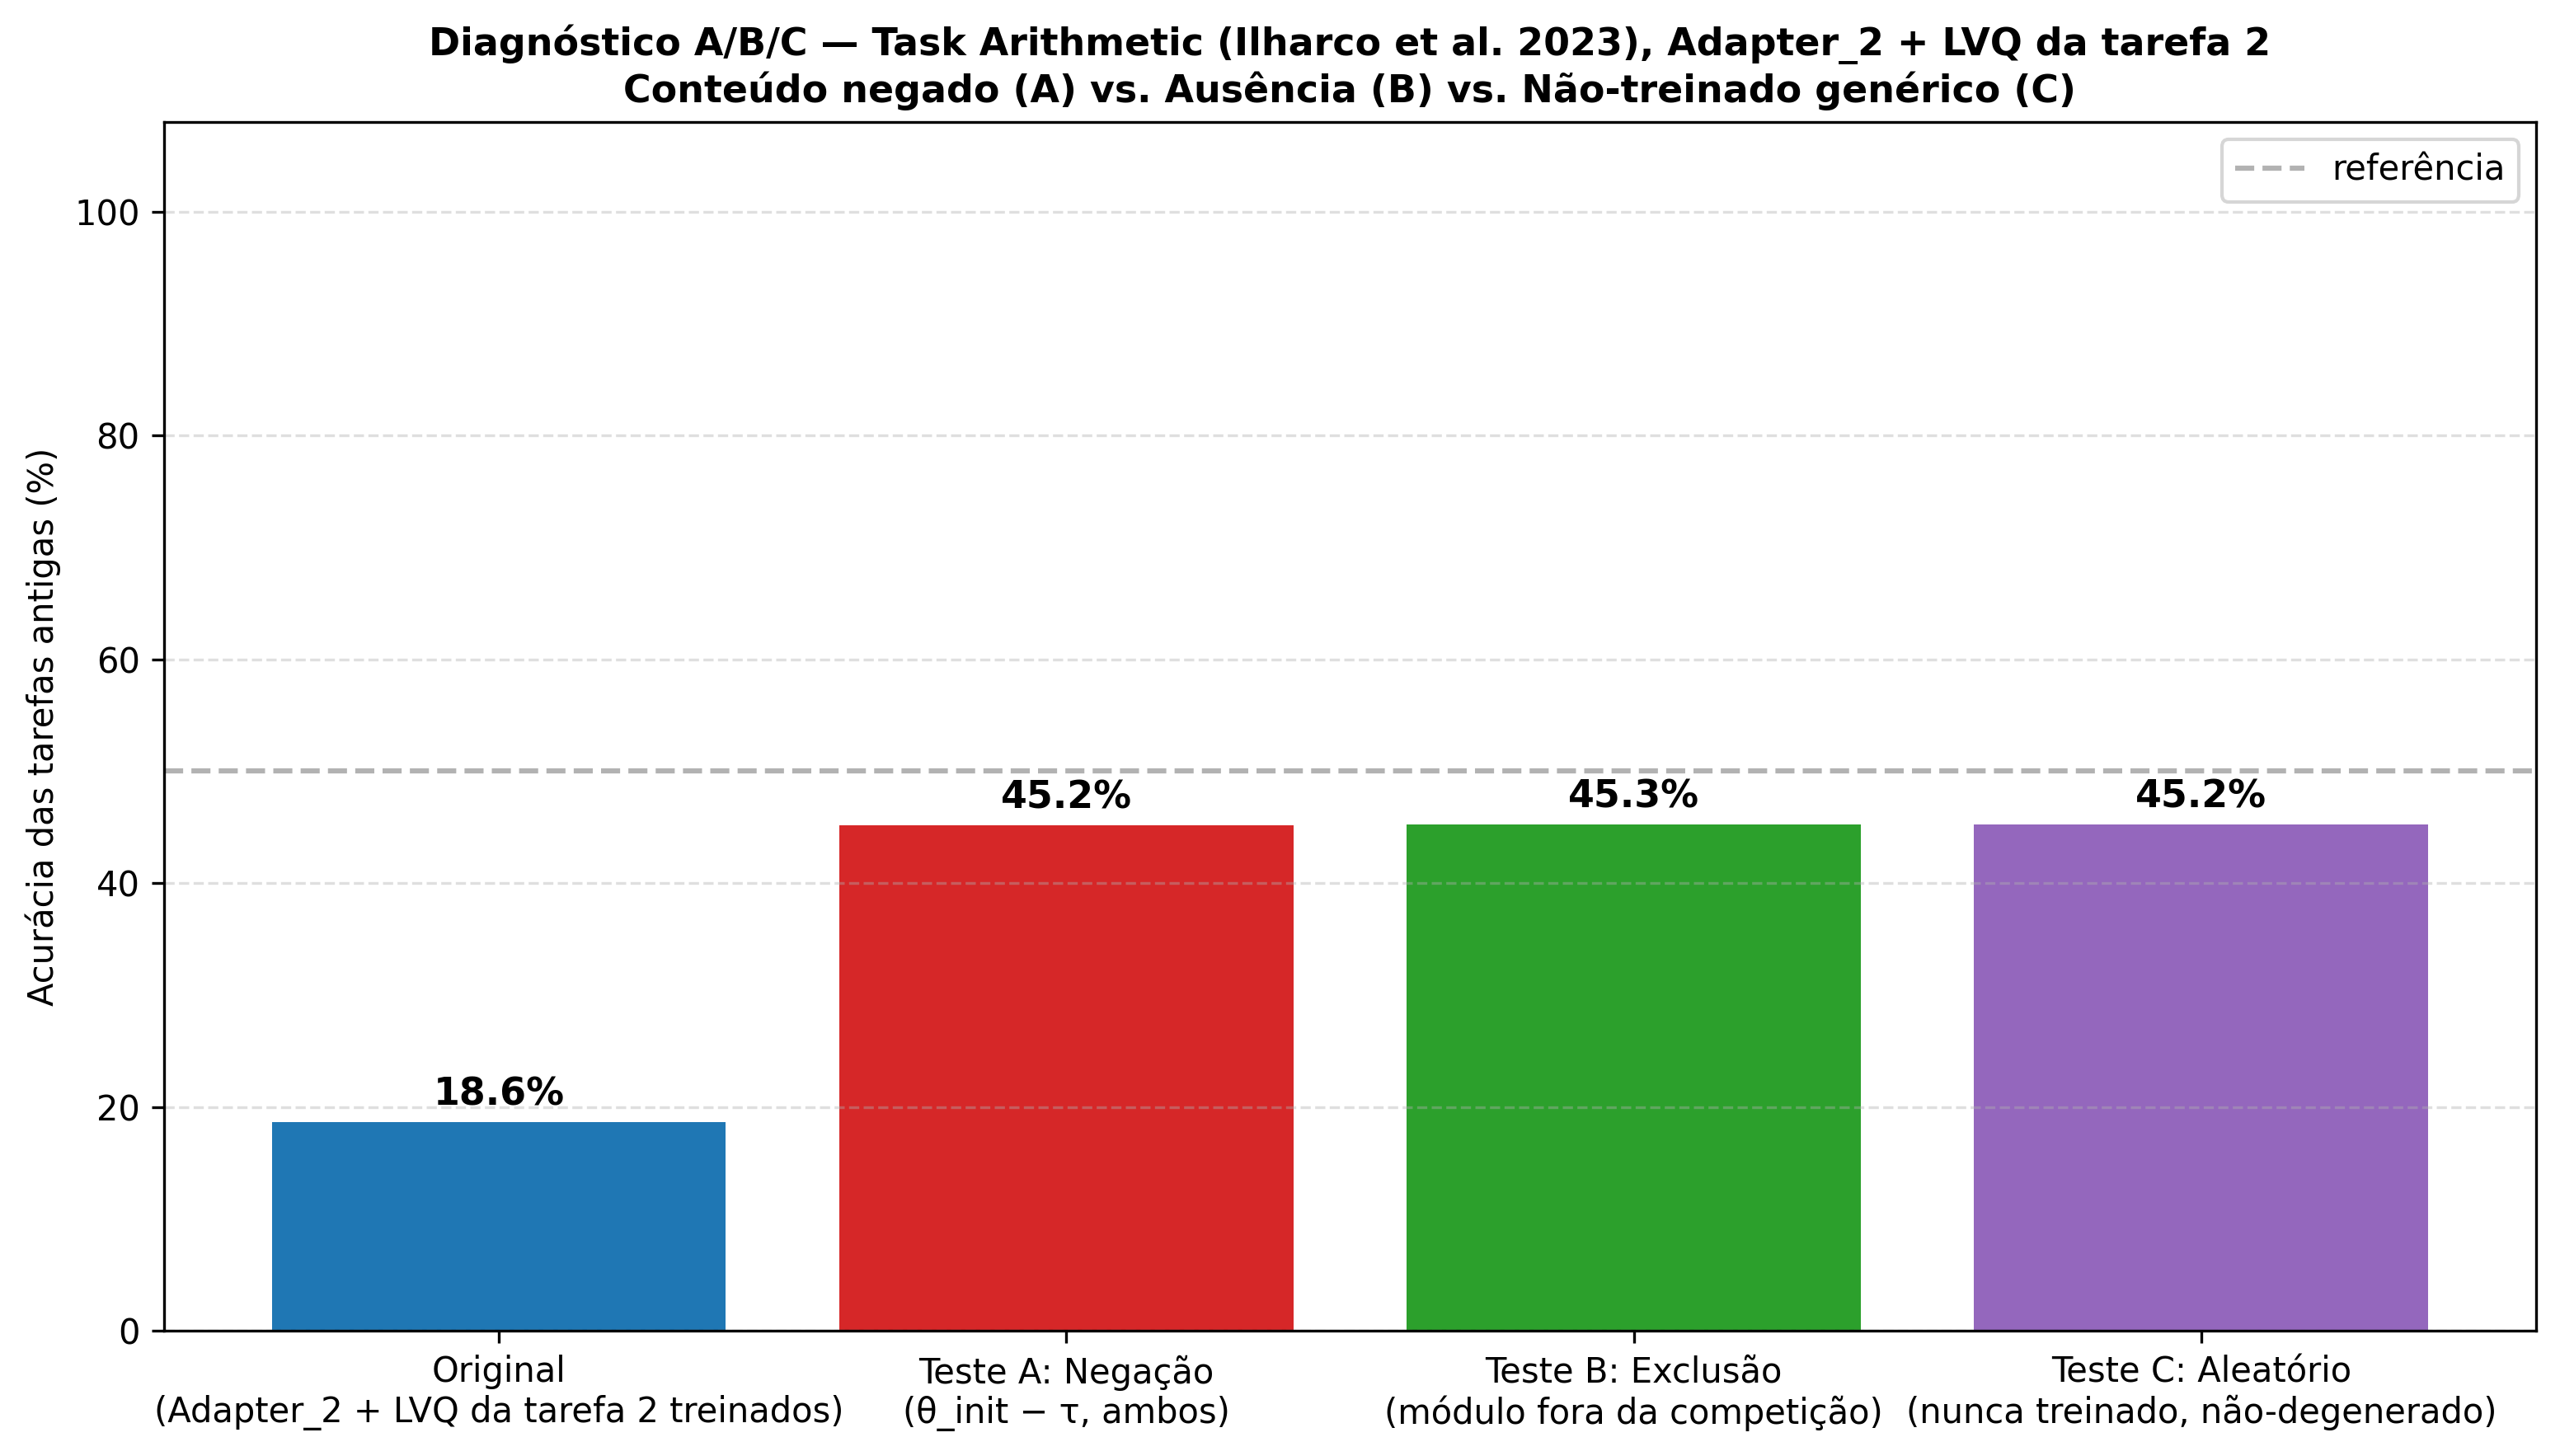 Diagnóstico A/B/C — Task Arithmetic (Ilharco et al. 2023), Adapter_2 + LVQ da tarefa 2
Conteúdo negado (A) vs. Ausência (B) vs. Não-treinado genérico (C)
referência
Acurácia das tarefas antigas (%)
100
80
60
40
20
0
18.6%
45.2%
45.3%
45.2%
Original
(Adapter_2 + LVQ da tarefa 2 treinados)
Teste A: Negação
(θ_init − τ, ambos)
Teste B: Exclusão
(módulo fora da competição)
Teste C: Aleatório
(nunca treinado, não-degenerado)